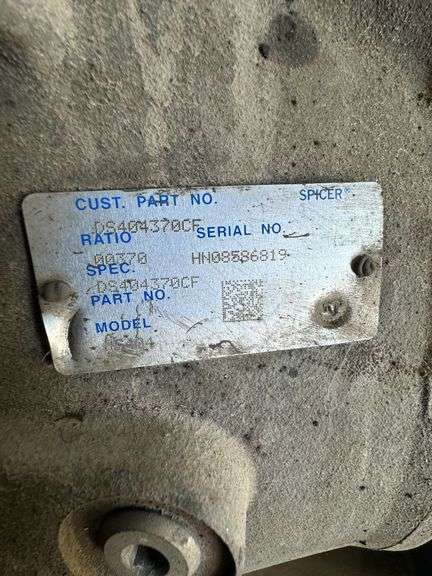 CUST. PART NO. SPICER®
DS404370CF
RATIO SERIAL NO.
00370 HN08586819
SPEC.
DS404370CF
PART NO.
MODEL